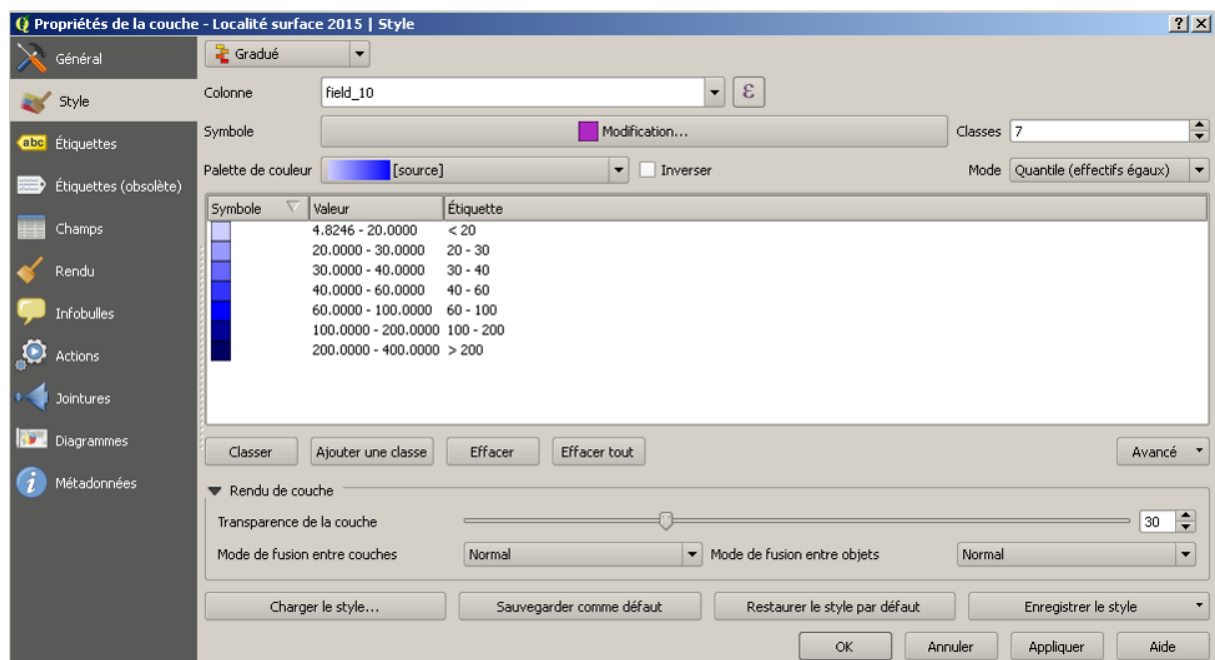 Propriétés de la couche - Localité surface 2015 | Style
Général
Style
abc Étiquettes
Étiquettes (obsolète)
Champs
Rendu
Infobulles
Actions
Jointures
Diagrammes
Métadonnées
Gradué
Colonne field_10 ε
Symbole Modification... Classes 7
Palette de couleur [source] Inverser Mode Quantile (effectifs égaux)
Symbole Valeur Étiquette
4.8246 - 20.0000 < 20
20.0000 - 30.0000 20 - 30
30.0000 - 40.0000 30 - 40
40.0000 - 60.0000 40 - 60
60.0000 - 100.0000 60 - 100
100.0000 - 200.0000 100 - 200
200.0000 - 400.0000 > 200
Classer Ajouter une classe Effacer Effacer tout Avancé
Rendu de couche
Transparence de la couche 30
Mode de fusion entre couches Normal Mode de fusion entre objets Normal
Charger le style... Sauvegarder comme défaut Restaurer le style par défaut Enregistrer le style
OK Annuler Appliquer Aide